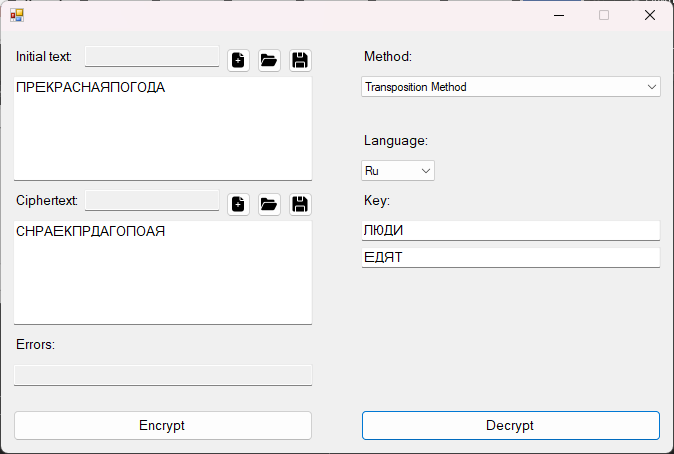 Initial text:
ПРЕКРАСНАЯПОГОДА
Ciphertext:
СНРАЕКПРДАГОПОАЯ
Errors:
Encrypt
Method:
Transposition Method
Language:
Ru
Key:
ЛЮДИ
ЕДЯТ
Decrypt